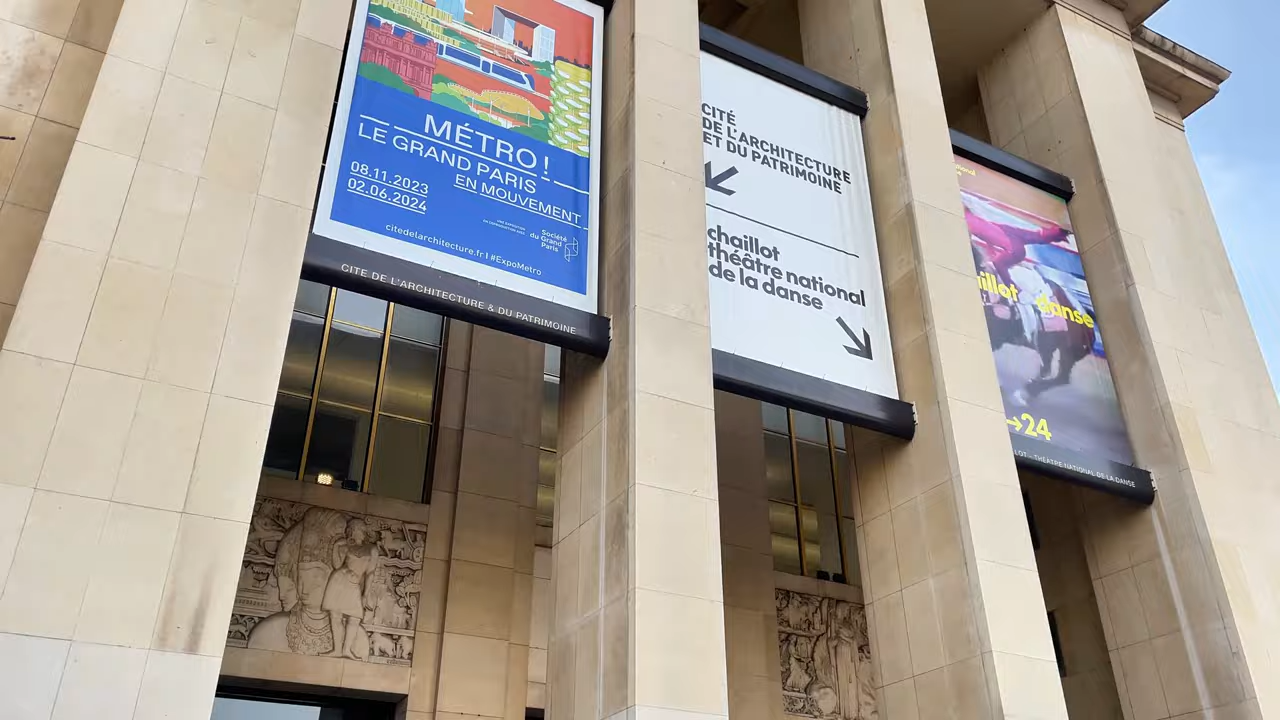 MÉTRO !
LE GRAND PARIS
EN MOUVEMENT
08.11.2023
02.06.2024
Société
du Grand
Paris
citedelarchitecture.fr I #ExpoMetro
CITE DE L'ARCHITECTURE & DU PATRIMOINE
CITÉ
DE L'ARCHITECTURE
ET DU PATRIMOINE
chaillot
théâtre national
de la danse
danse
→24
THÉÂTRE NATIONAL DE LA DANSE